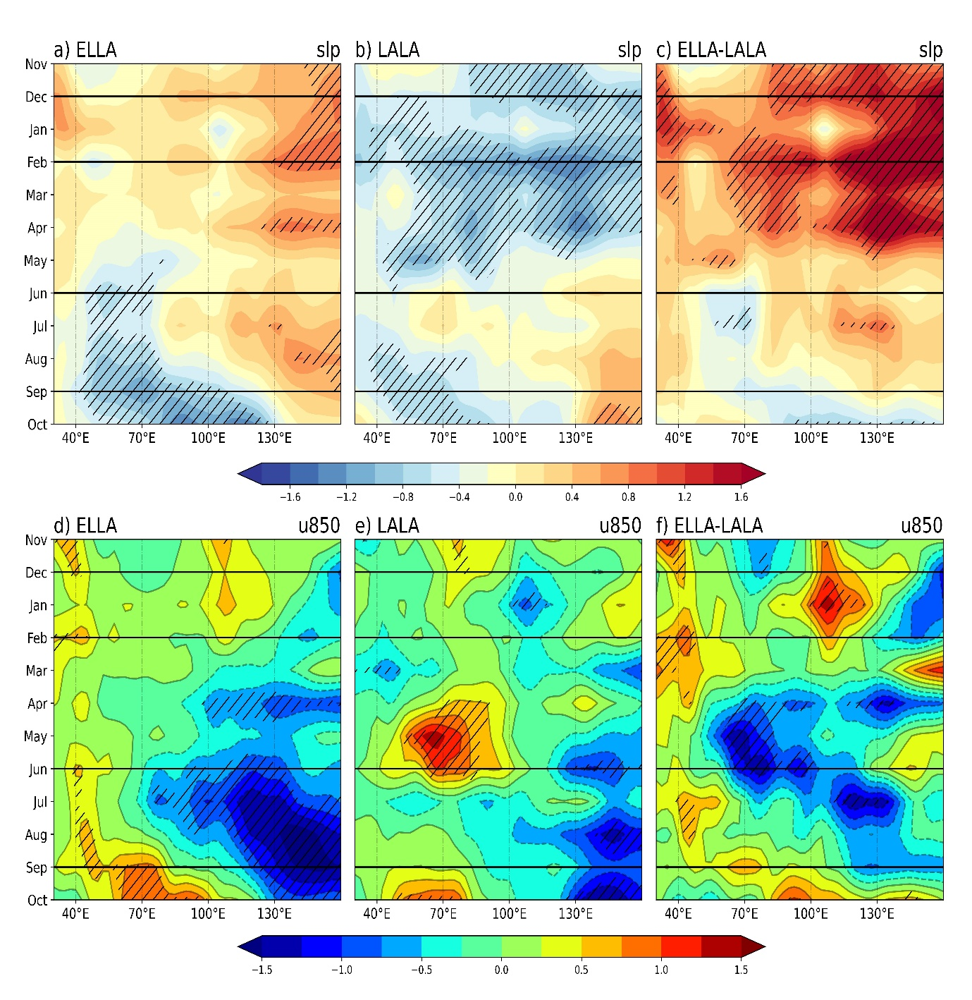 a) ELLA slp
b) LALA slp
c) ELLA-LALA slp
Nov
Dec
Jan
Feb
Mar
Apr
May
Jun
Jul
Aug
Sep
Oct
40°E 70°E 100°E 130°E
40°E 70°E 100°E 130°E
40°E 70°E 100°E 130°E
−1.6 −1.2 −0.8 −0.4 0.0 0.4 0.8 1.2 1.6
d) ELLA u850
e) LALA u850
f) ELLA-LALA u850
Nov
Dec
Jan
Feb
Mar
Apr
May
Jun
Jul
Aug
Sep
Oct
40°E 70°E 100°E 130°E
40°E 70°E 100°E 130°E
40°E 70°E 100°E 130°E
−1.5 −1.0 −0.5 0.0 0.5 1.0 1.5